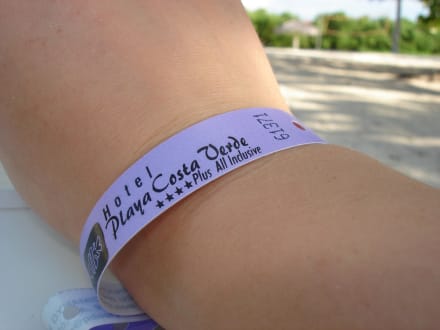 Hotel
Playa Costa Verde
★★★★Plus All Inclusive
61371